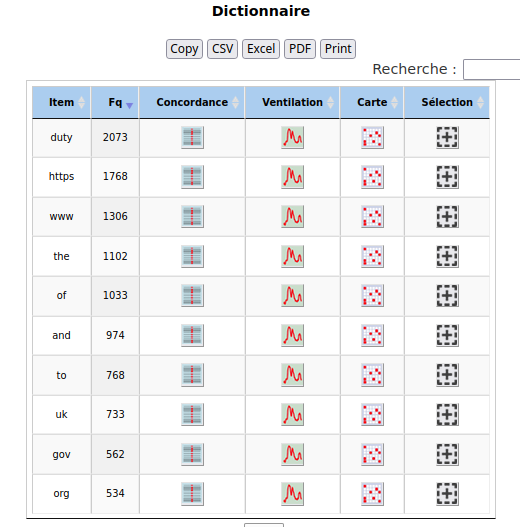 Dictionnaire
Copy CSV Excel PDF Print
Recherche :
Item Fq Concordance Ventilation Carte Sélection
duty 2073
https 1768
www 1306
the 1102
of 1033
and 974
to 768
uk 733
gov 562
org 534